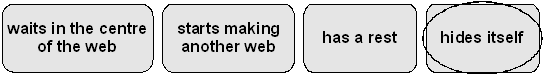 waits in the centre
of the web
starts making
another web
has a rest
hides itself